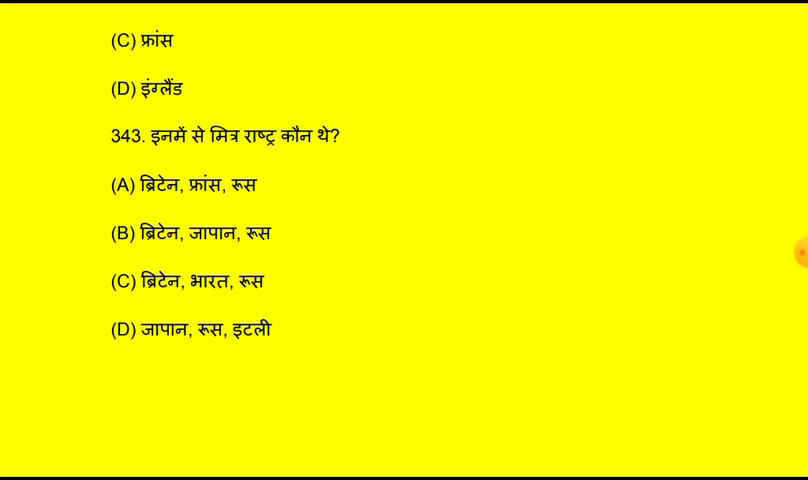 (C) फ्रांस
(D) इंग्लैंड
343. इनमें से मित्र राष्ट्र कौन थे?
(A) ब्रिटेन, फ्रांस, रूस
(B) ब्रिटेन, जापान, रूस
(C) ब्रिटेन, भारत, रूस
(D) जापान, रूस, इटली